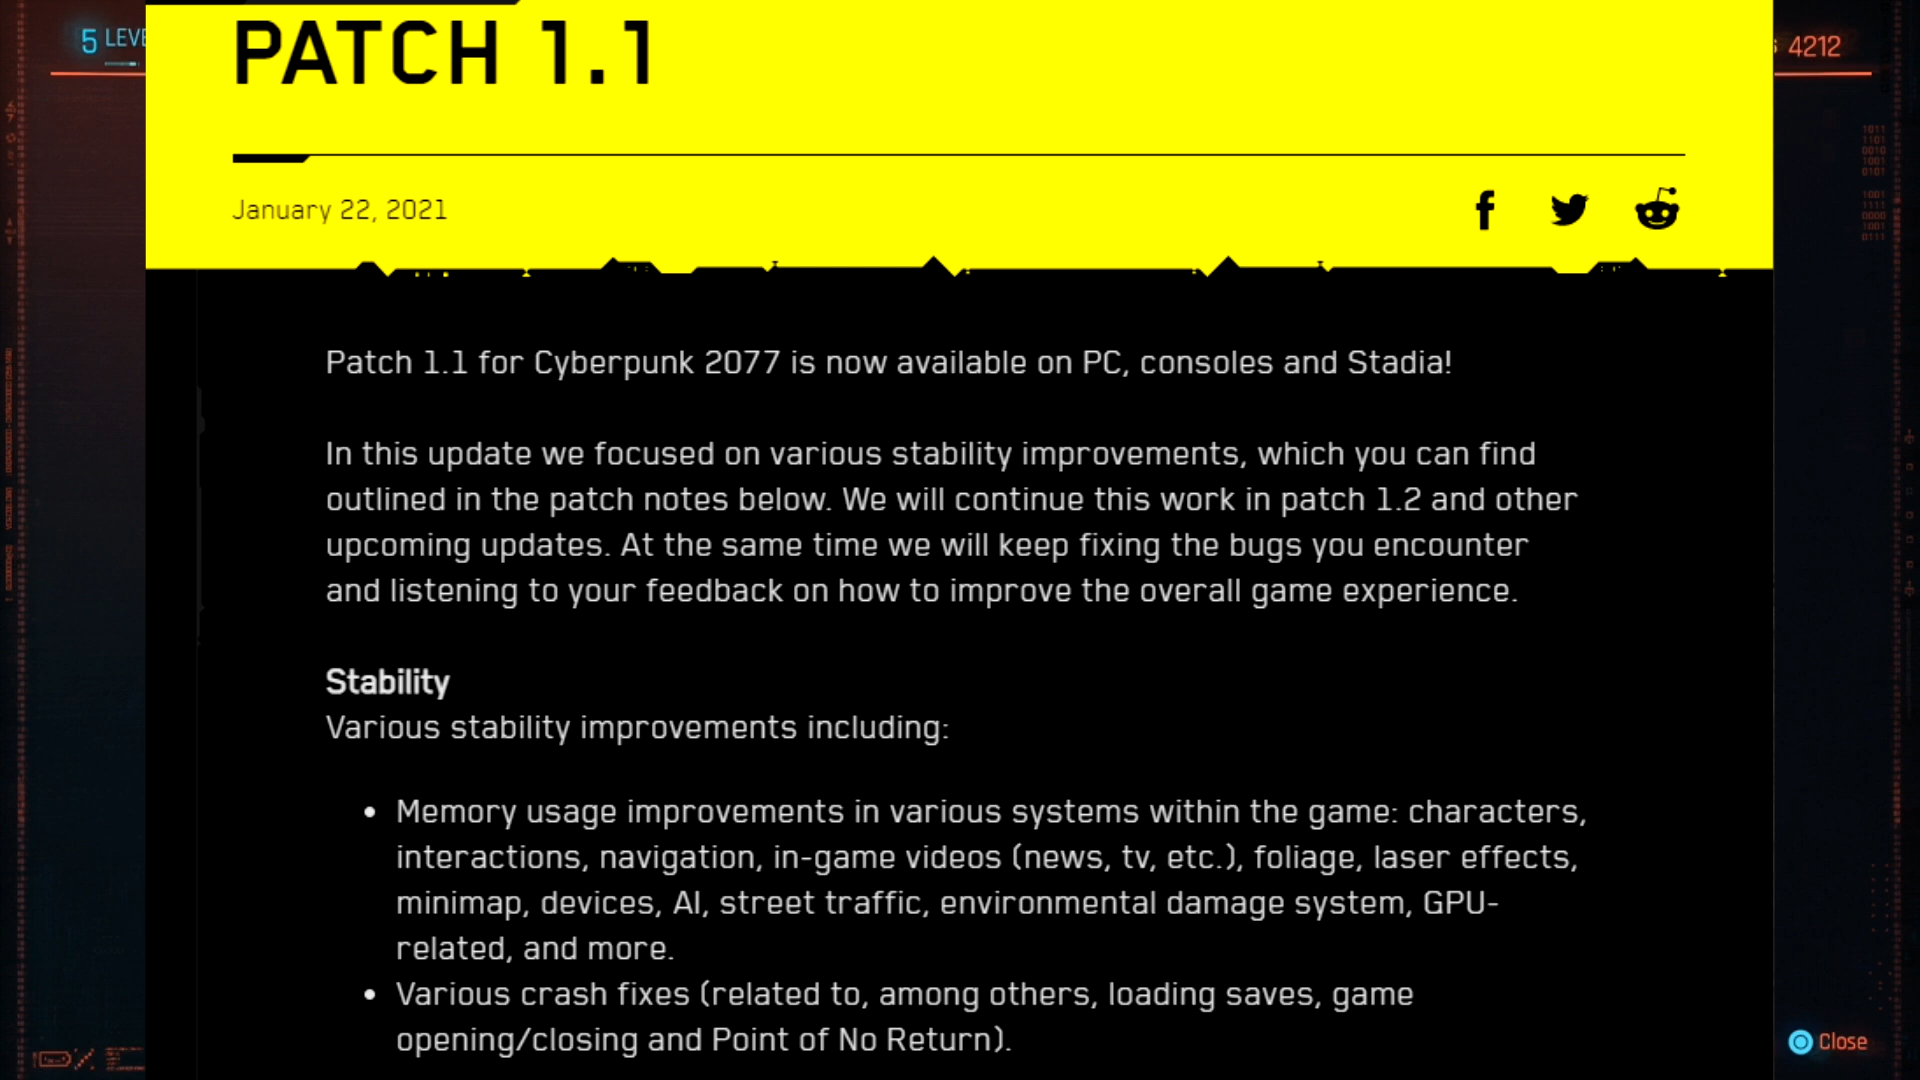 PATCH 1.1
5 LEVE
4212
January 22, 2021
Patch 1.1 for Cyberpunk 2077 is now available on PC, consoles and Stadia!
In this update we focused on various stability improvements, which you can find
outlined in the patch notes below. We will continue this work in patch 1.2 and other
upcoming updates. At the same time we will keep fixing the bugs you encounter
and listening to your feedback on how to improve the overall game experience.
Stability
Various stability improvements including:
• Memory usage improvements in various systems within the game: characters,
interactions, navigation, in-game videos (news, tv, etc.), foliage, laser effects,
minimap, devices, AI, street traffic, environmental damage system, GPU-
related, and more.
• Various crash fixes (related to, among others, loading saves, game
opening/closing and Point of No Return).
Close